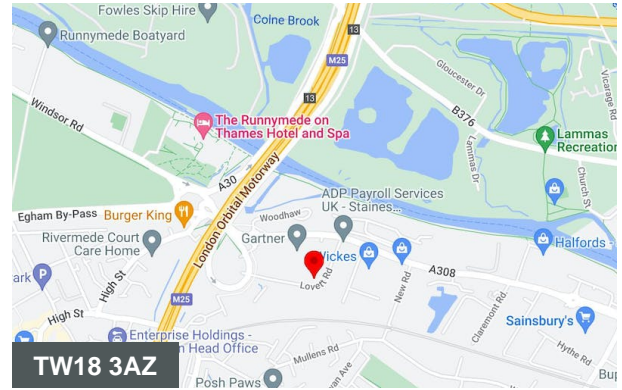 Fowles Skip Hire
Colne Brook
13
Runnymede Boatyard
M25
Gloucester Dr
Vicarage Rd
13
B376
Windsor Rd
The Runnymede on
Thames Hotel and Spa
Lammas
Recreation
Lammas Dr
A30
London Orbital Motorway
ADP Payroll Services
UK - Staines...
Church St
Egham By-Pass
Burger King
Woodhaw
Rivermede Court
Care Home
Gartner
Wickes
Halfords -
High St
A308
ark
Lovett Rd
New Rd
Claremont Rd.
M25
High St
Sainsbury's
Enterprise Holdings -
Head Office
Hythe Rd
Mullens Rd
TW18 3AZ
Posh Paws
van Ave
Bup